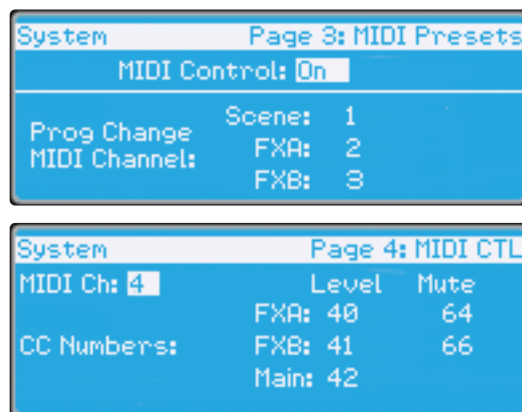 System Page 3: MIDI Presets
MIDI Control: On
Scene: 1
Prog Change
MIDI Channel:
FXA: 2
FXB: 3
System Page 4: MIDI CTL
MIDI Ch: 4 Level Mute
FXA: 40 64
CC Numbers: FXB: 41 66
Main: 42